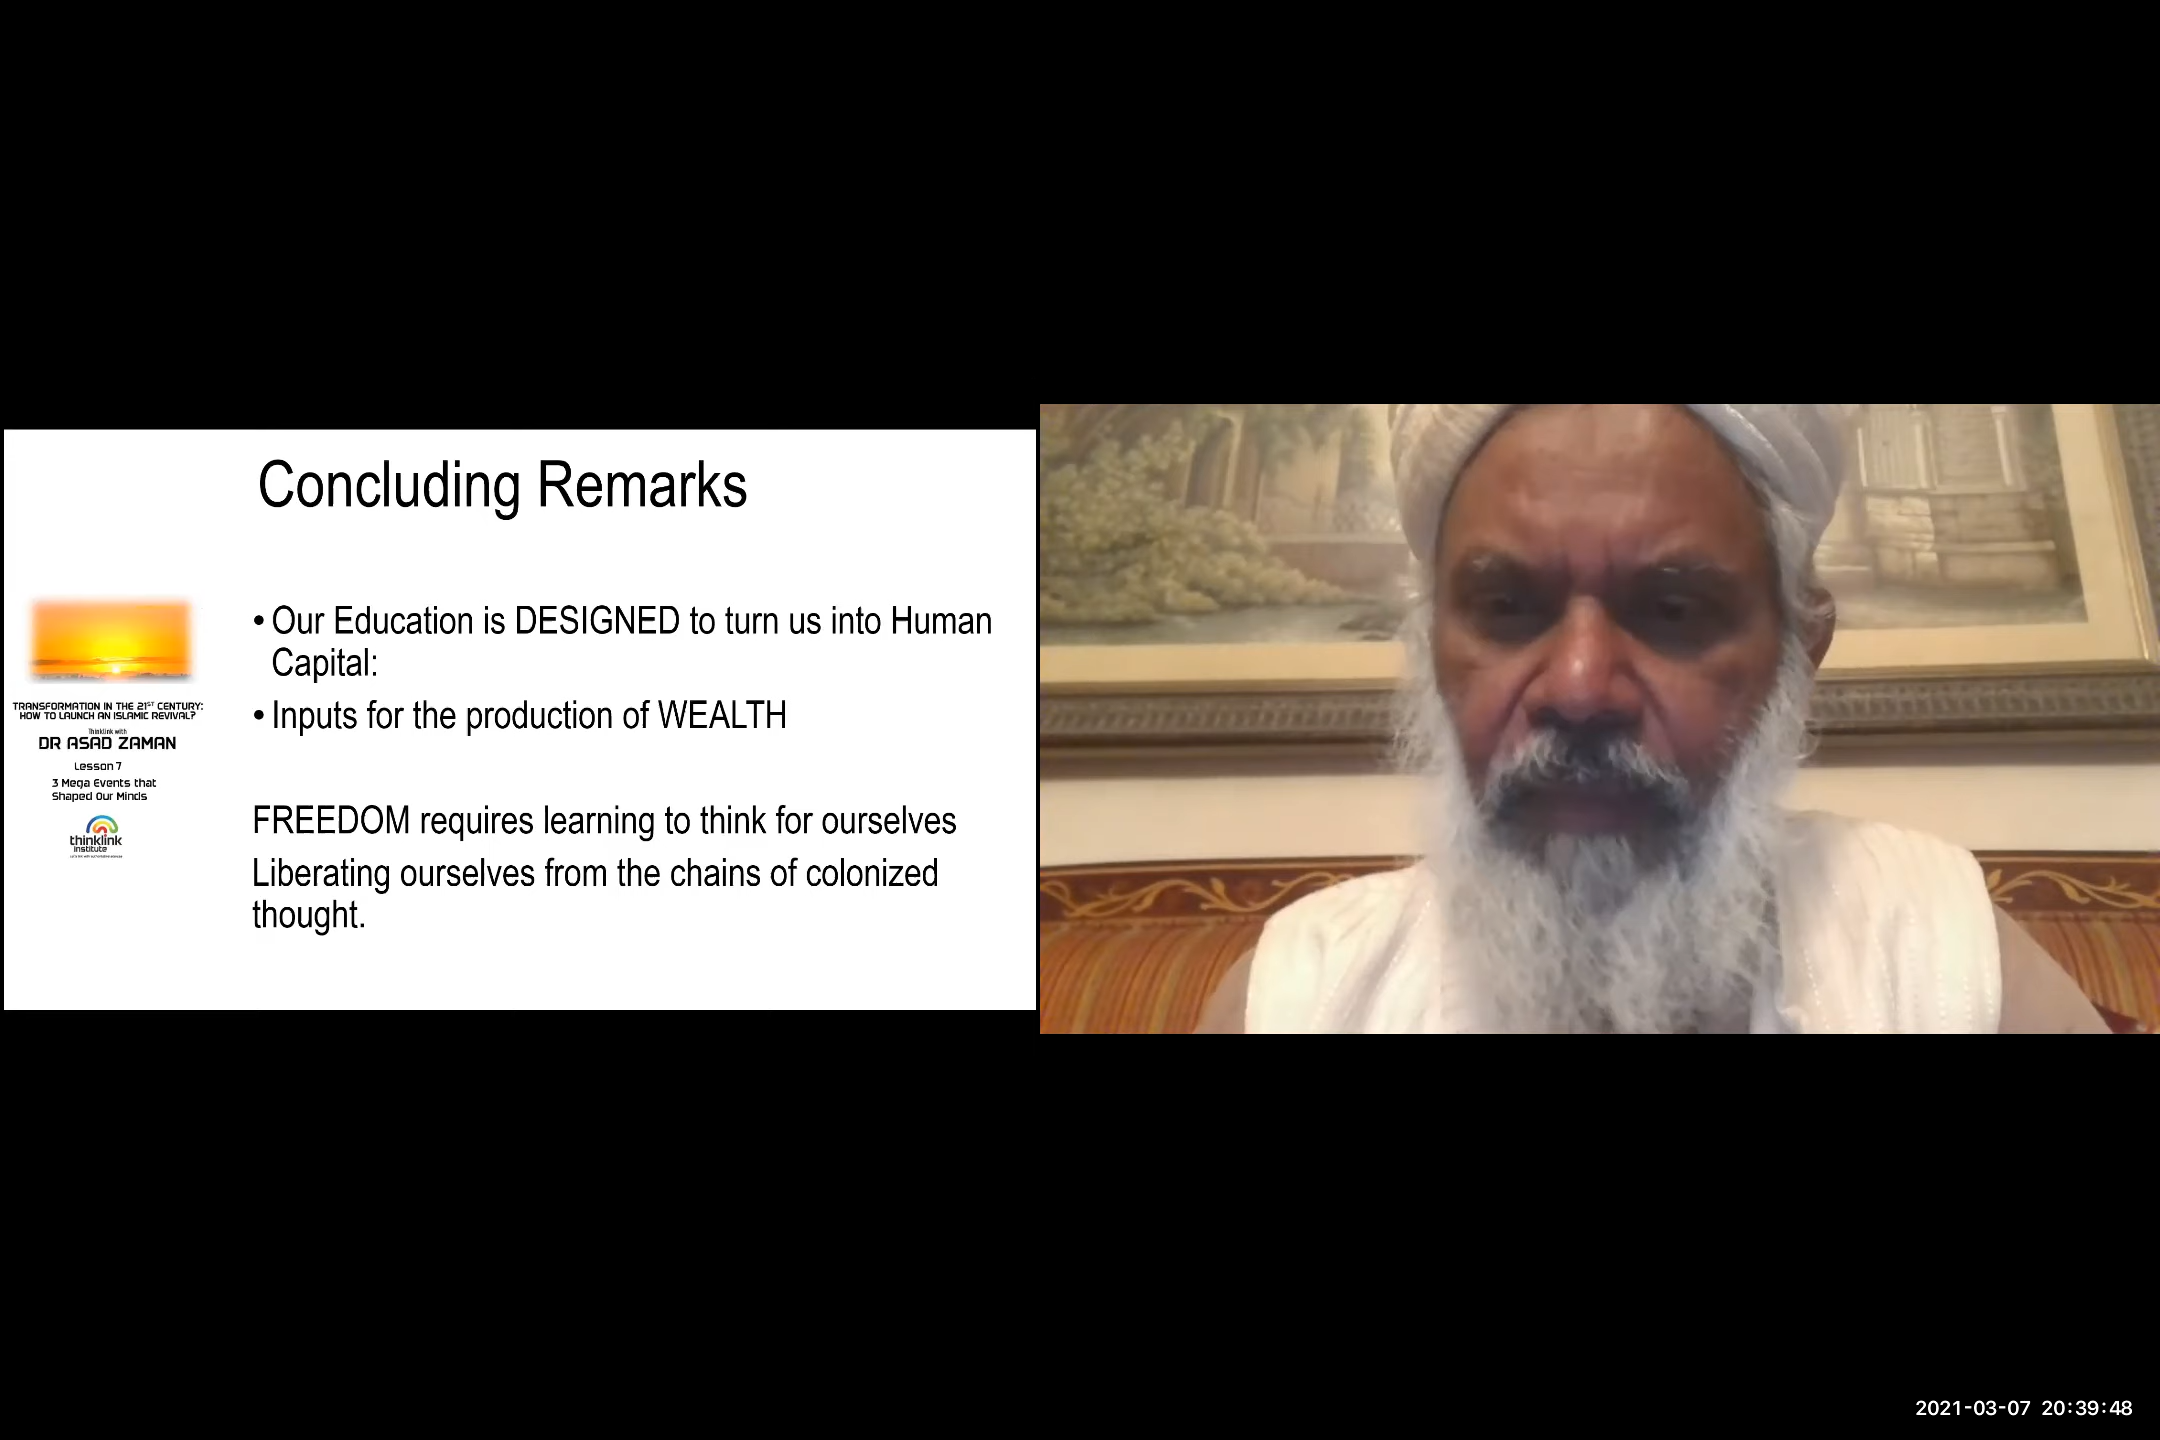 Concluding Remarks
• Our Education is DESIGNED to turn us into Human
Capital:
• Inputs for the production of WEALTH
FREEDOM requires learning to think for ourselves
Liberating ourselves from the chains of colonized
thought.
TRANSFORMATION IN THE 21ST CENTURY:
HOW TO LAUNCH AN ISLAMIC REVIVAL?
Thinklink with
DR ASAD ZAMAN
Lesson 7
3 Mega Events that
Shaped Our Minds
thinklink
institute
2021-03-07 20:39:48